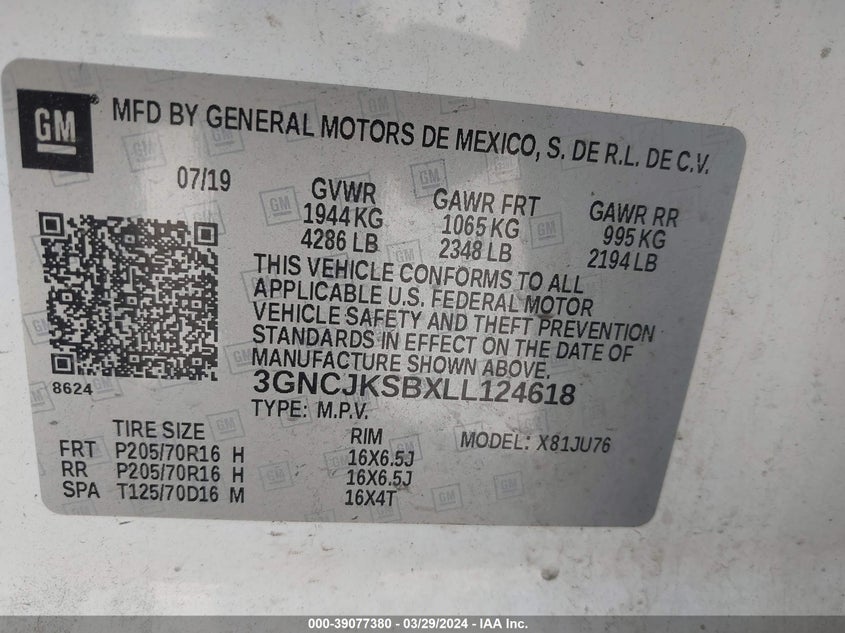 GM® MFD BY GENERAL MOTORS DE MEXICO, S. DE R.L. DE C.V.
07/19
GVWR
1944 KG
4286 LB
GAWR FRT
1065 KG
2348 LB
GAWR RR
995 KG
2194 LB
THIS VEHICLE CONFORMS TO ALL
APPLICABLE U.S. FEDERAL MOTOR
VEHICLE SAFETY AND THEFT PREVENTION
STANDARDS IN EFFECT ON THE DATE OF
MANUFACTURE SHOWN ABOVE.
8624
3GNCJKSBXLL124618
TYPE: M.P.V.
TIRE SIZE
RIM
MODEL: X81JU76
FRT P205/70R16 H 16X6.5J
RR P205/70R16 H 16X6.5J
SPA T125/70D16 M 16X4T
000-39077380 - 03/29/2024 - IAA Inc.